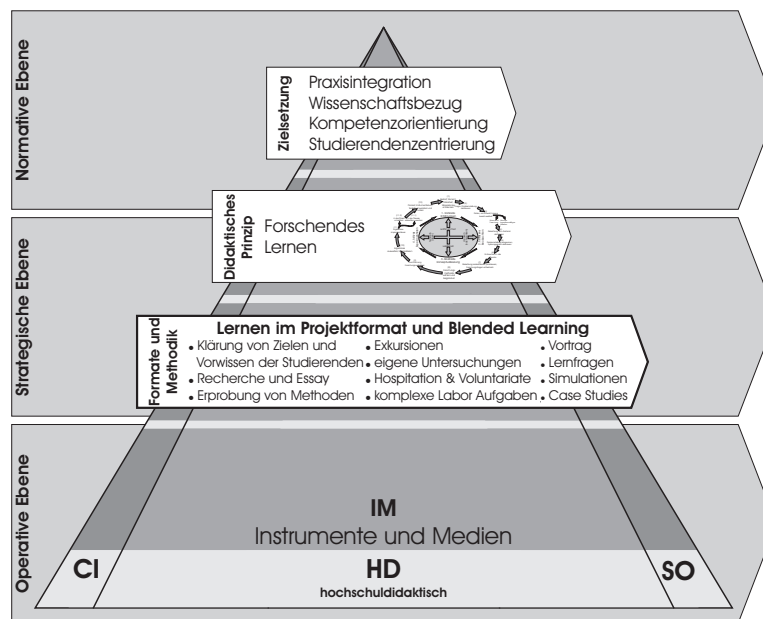 Normative Ebene
Zielsetzung
Praxisintegration
Wissenschaftsbezug
Kompetenzorientierung
Studierendenzentrierung
Strategische Ebene
Didaktisches
Prinzip
Forschendes
Lernen
Formate und
Methodik
Lernen im Projektformat und Blended Learning
• Klärung von Zielen und
Vorwissen der Studierenden
• Recherche und Essay
• Erprobung von Methoden
• Exkursionen
• eigene Untersuchungen
• Hospitation & Voluntariate
• komplexe Labor Aufgaben
• Vortrag
• Lernfragen
• Simulationen
• Case Studies
Operative Ebene
IM
Instrumente und Medien
CI
HD
SO
hochschuldidaktisch